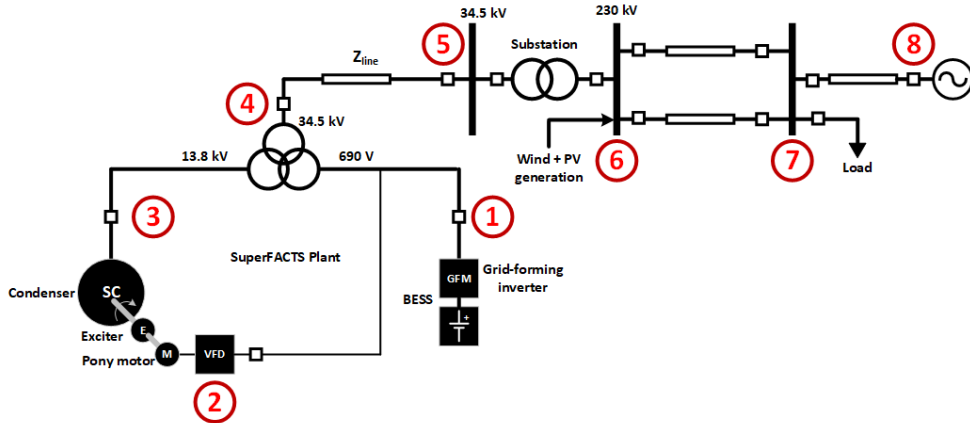 34.5 kV
230 kV
5
Substation
8
Zline
4
34.5 kV
13.8 kV
690 V
Wind + PV
generation
6
7
Load
3
1
SuperFACTS Plant
Condenser
SC
GFM
Grid-forming
inverter
BESS
+
Exciter
E
Pony motor
M
VFD
2